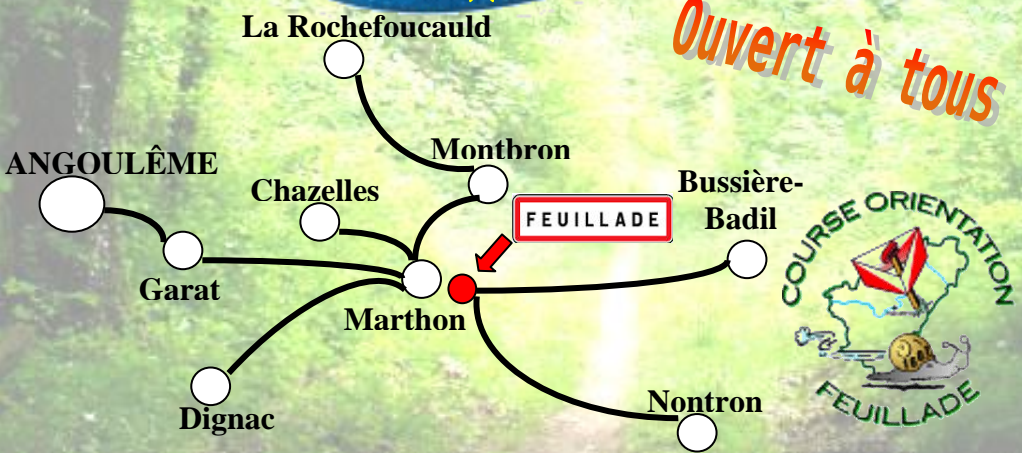 La Rochefoucauld
Ouvert à tous
ANGOULÊME
Montbron
Chazelles
Bussière-
Badil
FEUILLADE
Garat
Marthon
Dignac
Nontron
COURSE ORIENTATION
FEUILLADE